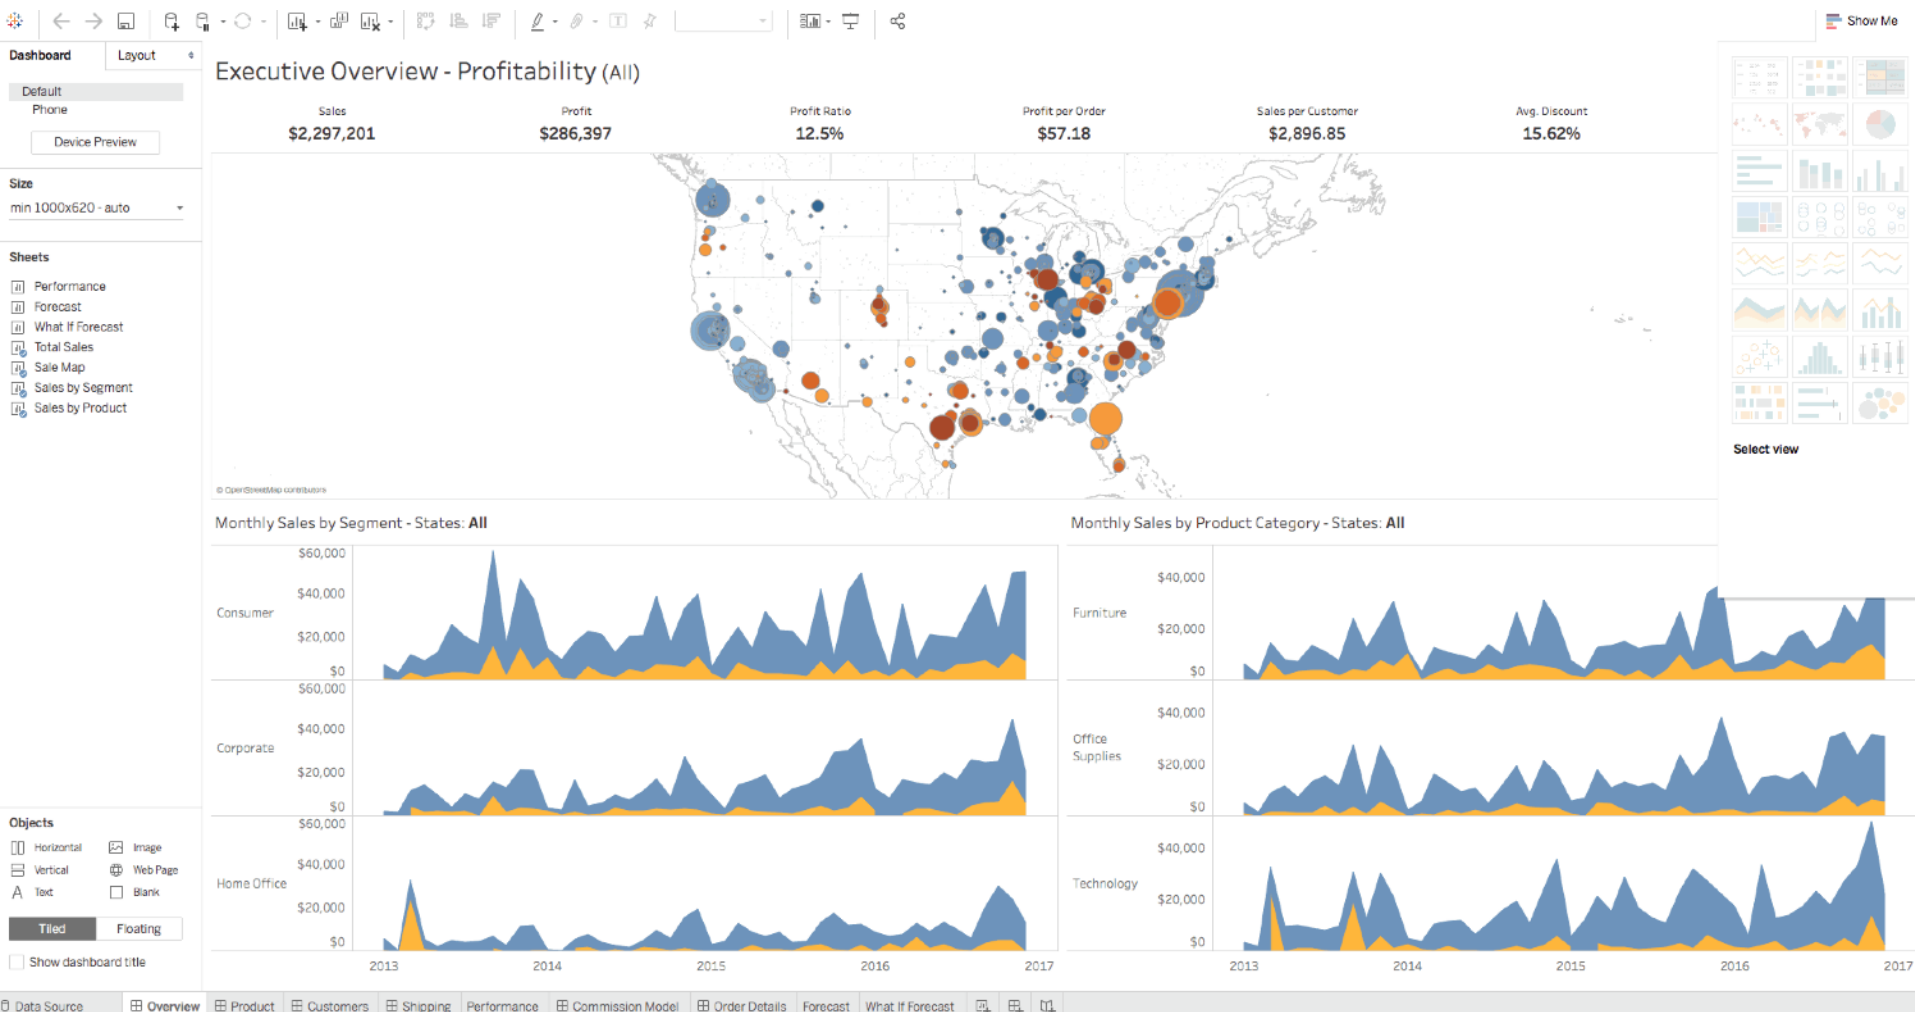 Show Me
Dashboard
Layout
Default
Phone
Device Preview
Size
min 1000x620 - auto
Sheets
Performance
Forecast
What If Forecast
Total Sales
Sale Map
Sales by Segment
Sales by Product
Objects
Horizontal
Image
Vertical
Web Page
A
Text
Blank
Tiled
Floating
Show dashboard title
Executive Overview - Profitability (All)
Sales
$2,297,201
Profit
$286,397
Profit Ratio
12.5%
Profit per Order
$57.18
Sales per Customer
$2,896.85
Avg. Discount
15.62%
© OpenStreetMap contributors
Select view
Monthly Sales by Segment - States: All
Consumer
$60,000
$40,000
$20,000
$0
Corporate
$60,000
$40,000
$20,000
$0
Home Office
$60,000
$40,000
$20,000
$0
2013
2014
2015
2016
2017
Monthly Sales by Product Category - States: All
Furniture
$40,000
$20,000
$0
Office
Supplies
$40,000
$20,000
$0
Technology
$40,000
$20,000
$0
2013
2014
2015
2016
2017
Data Source
Overview
Product
Customers
Shipping
Performance
Commission Model
Order Details
Forecast
What If Forecast